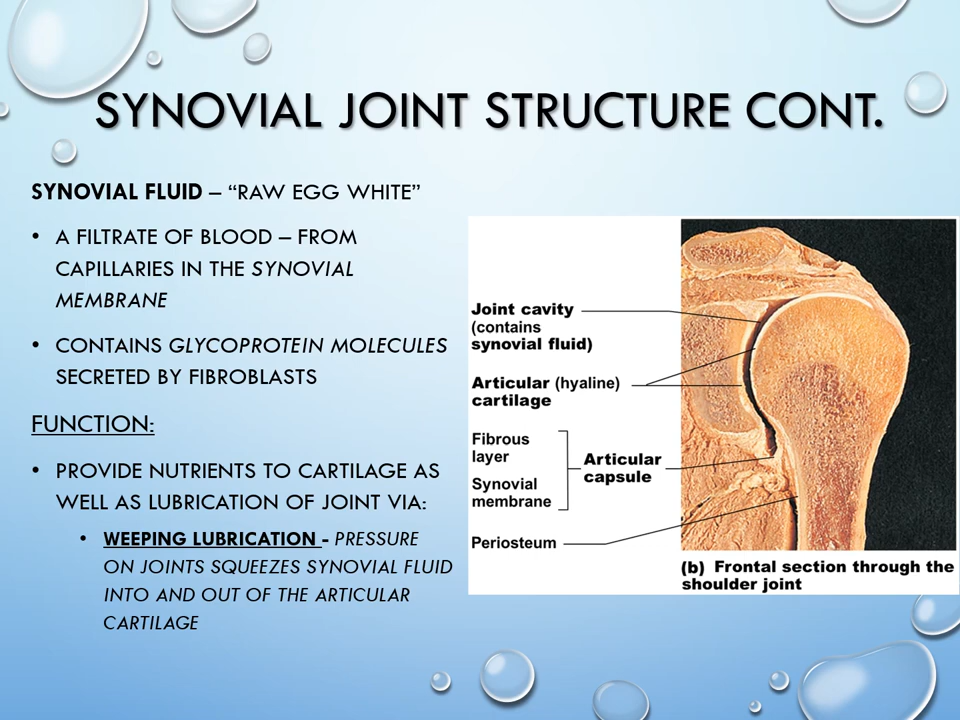 SYNOVIAL JOINT STRUCTURE CONT.
SYNOVIAL FLUID – “RAW EGG WHITE”
• A FILTRATE OF BLOOD – FROM
CAPILLARIES IN THE SYNOVIAL
MEMBRANE
• CONTAINS GLYCOPROTEIN MOLECULES
SECRETED BY FIBROBLASTS
FUNCTION:
• PROVIDE NUTRIENTS TO CARTILAGE AS
WELL AS LUBRICATION OF JOINT VIA:
• WEEPING LUBRICATION - PRESSURE
ON JOINTS SQUEEZES SYNOVIAL FLUID
INTO AND OUT OF THE ARTICULAR
CARTILAGE
Joint cavity
(contains
synovial fluid)
Articular (hyaline)
cartilage
Fibrous
layer
Synovial
membrane
Articular
capsule
Periosteum
(b) Frontal section through the
shoulder joint